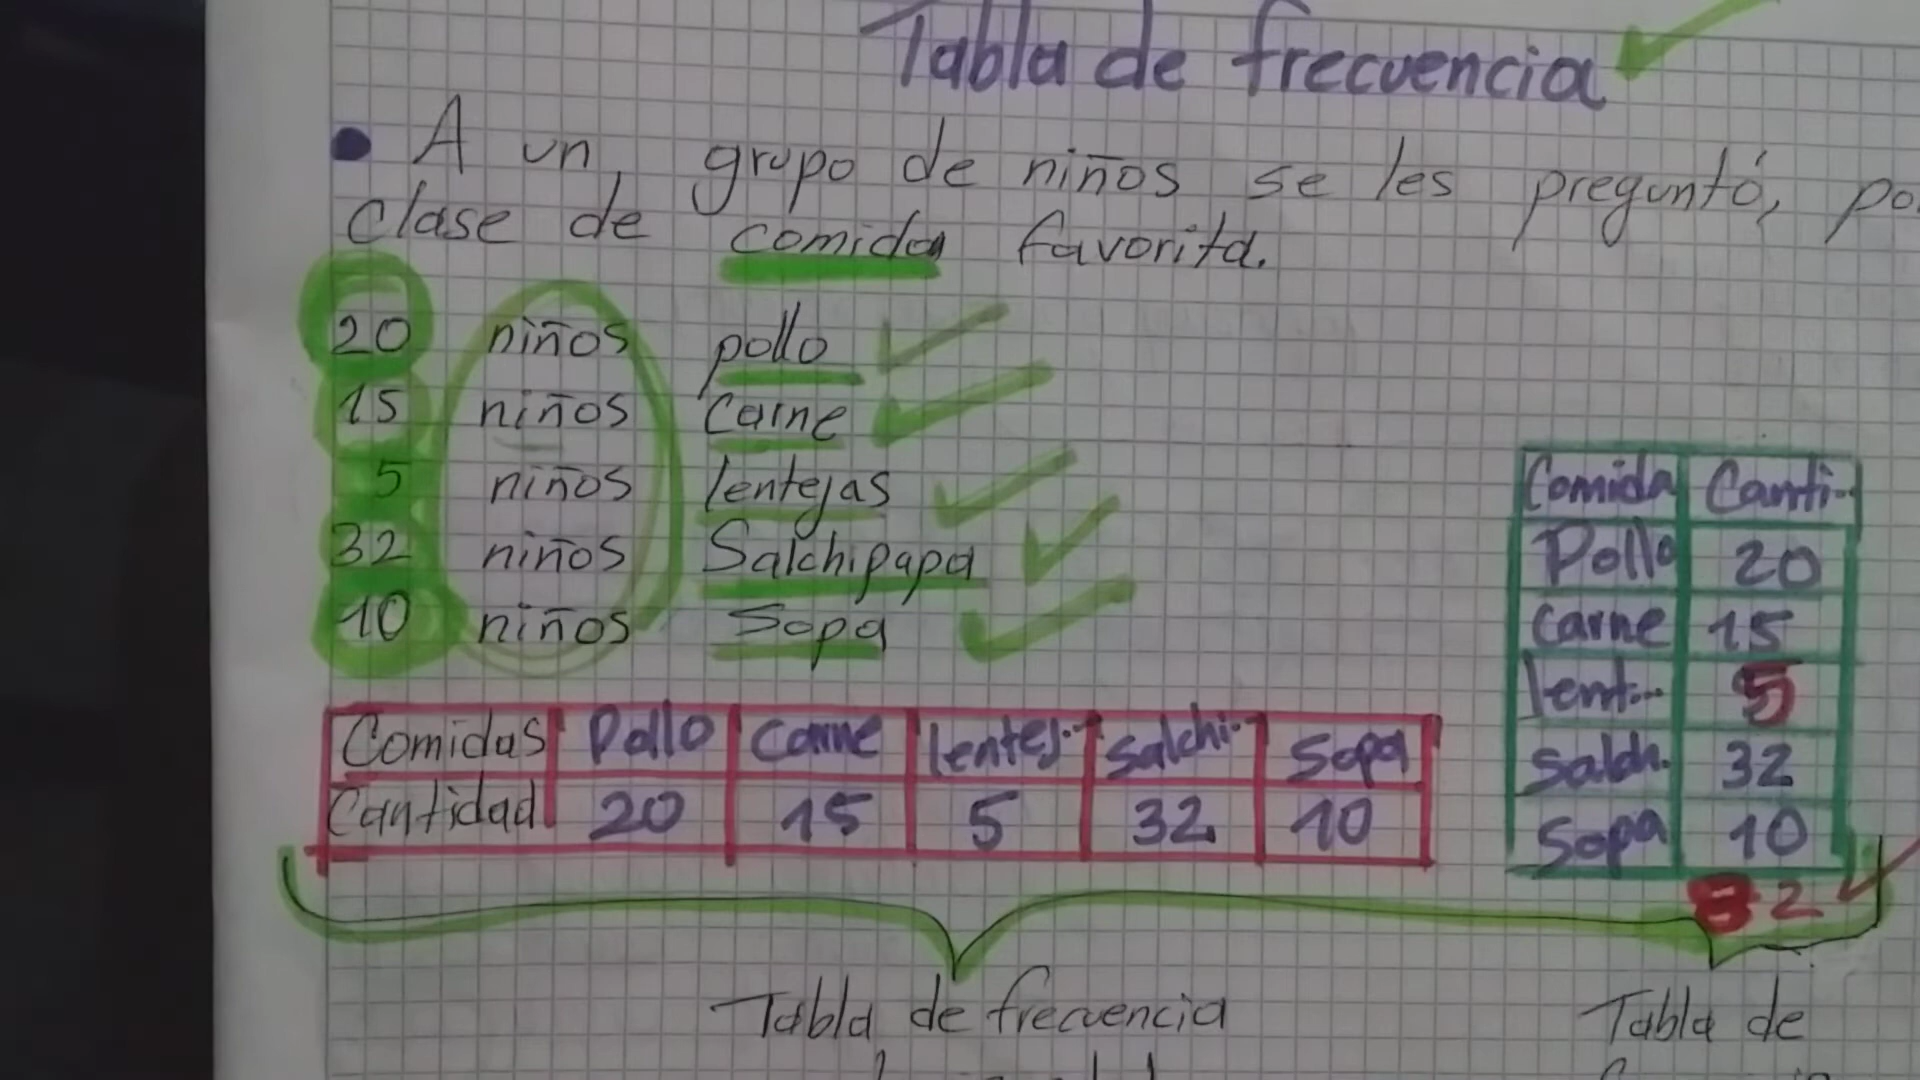 Tabla de frecuencia
A un grupo de niños se les preguntó,
clase de comida favorita.
20 niños pollo
15 niños Carne
5 niños lentejas
32 niños Salchipapa
10 niños Sopa
Comidas Pollo Carne lentej.. Salchi.. Sopa
Cantidad 20 15 5 32 10
Comida Canti..
Pollo 20
Carne 15
lent.. 5
Salch. 32
Sopa 10
2
Tabla de frecuencia
Tabla de